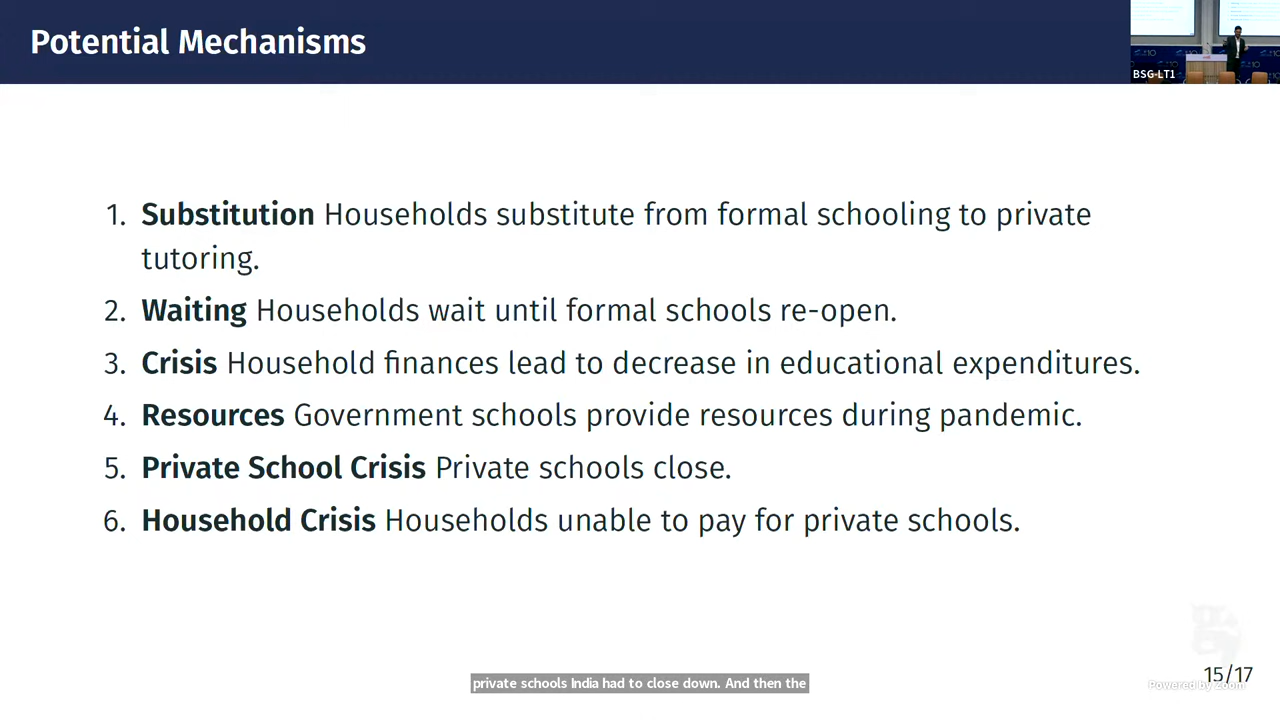 Potential Mechanisms
BSG-LT1
1. Substitution Households substitute from formal schooling to private
tutoring.
2. Waiting Households wait until formal schools re-open.
3. Crisis Household finances lead to decrease in educational expenditures.
4. Resources Government schools provide resources during pandemic.
5. Private School Crisis Private schools close.
6. Household Crisis Households unable to pay for private schools.
15/17
Powered by Zoom
private schools India had to close down. And then the